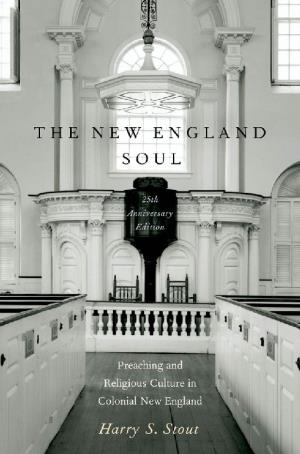 THE NEW ENGLAND
SOUL
25th
Anniversary
Edition
Preaching and
Religious Culture in
Colonial New England
Harry S. Stout